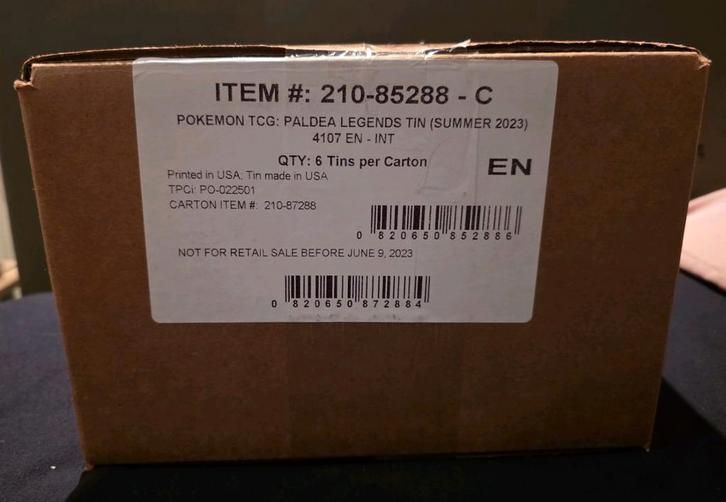 ITEM #: 210-85288 - C
POKEMON TCG: PALDEA LEGENDS TIN (SUMMER 2023)
4107 EN - INT
QTY: 6 Tins per Carton
EN
Printed in USA, Tin made in USA
TPCi: PO-022501
CARTON ITEM #: 210-87288
0 820650 852886
NOT FOR RETAIL SALE BEFORE JUNE 9, 2023
0 820650 872884